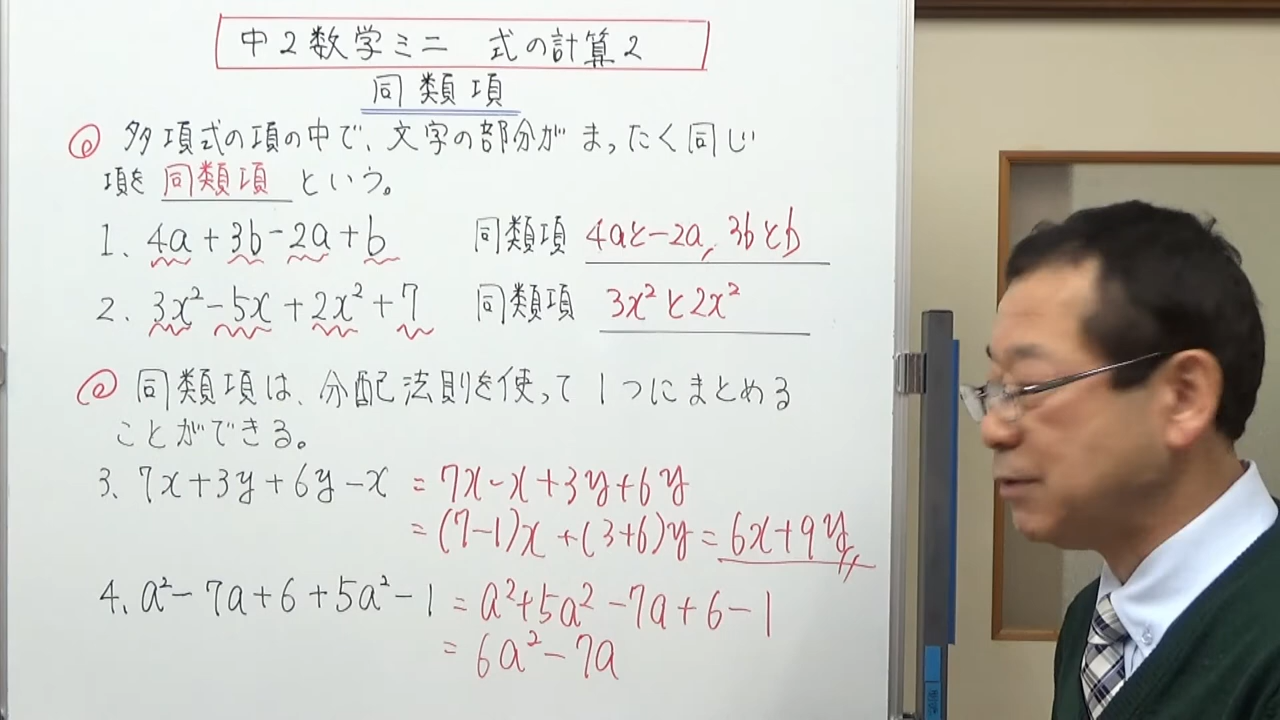 中2数学ミニ 式の計算2
同類項
◎ 多項式の項の中で、文字の部分がまったく同じ
項を 同類項 という。
1. 4a+3b-2a+b 同類項 4aと-2a, 3bとb
2. 3x²-5x+2x²+7 同類項 3x²と2x²
◎ 同類項は、分配法則を使って1つにまとめる
ことができる。
3. 7x+3y+6y-x =7x-x+3y+6y
=(7-1)x+(3+6)y=6x+9y
4. a²-7a+6+5a²-1 =a²+5a²-7a+6-1
=6a²-7a